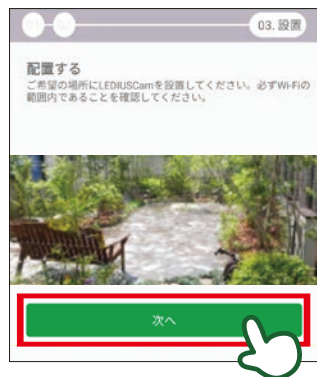 01 02 03. 設置
配置する
ご希望の場所にLEDIUSCamを設置してください。必ずWi-Fiの
範囲内であることを確認してください。
次へ